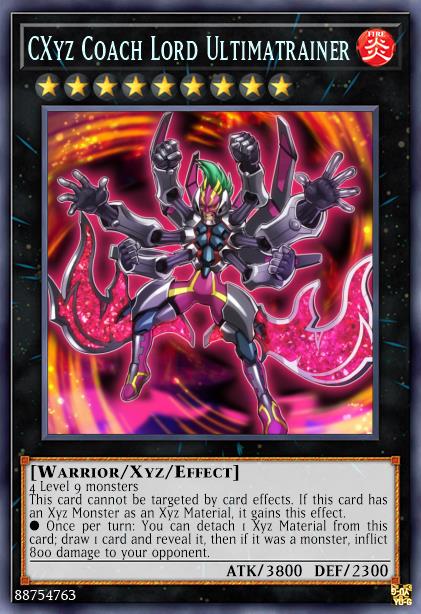 CXyz Coach Lord Ultimatrainer
FIRE
炎
[Warrior/Xyz/Effect]
4 Level 9 monsters
This card cannot be targeted by card effects. If this card has
an Xyz Monster as an Xyz Material, it gains this effect.
● Once per turn: You can detach 1 Xyz Material from this
card; draw 1 card and reveal it, then if it was a monster, inflict
800 damage to your opponent.
ATK/3800 DEF/2300
88754763